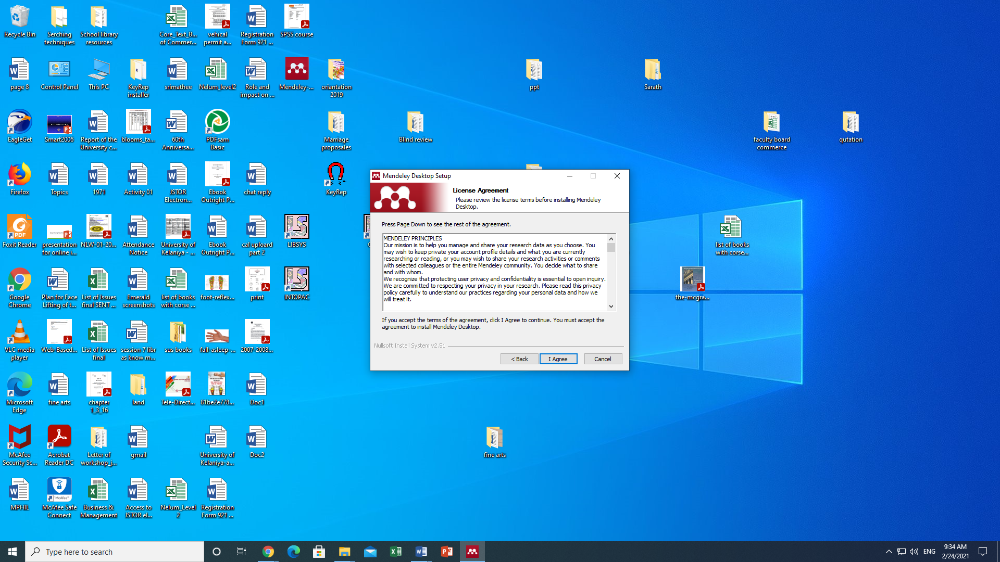 Recycle Bin
Serching
techniques
School library
resources
Core_Text_B...
of Commer...
vehical
permit a...
Registration
Form 921 ...
SPSS course
page 8
Control Panel
This PC
KeyRep
installer
srimathee
Nelum_level2
Role and
impact on ...
Mendeley-...
oriantation
2019
ppt
Sarath
EagleGet
Smart2006
Report of the
University c...
blooms_ta...
60th
Anniversa...
PDFsam
Basic
Marriage
proposales
Blind review
faculty board
commerce
qutation
Firefox
Topics
1971
Activity 01
JSTOR
Electron...
Ebook
Outright P...
chat reply
KeyRep
Foxit Reader
presentation
for online i...
NLW-01-20...
Attendance
Notice
University of
Kelaniya - ...
Ebook
Outright P...
cal uploard
part 2
LIBSYS
list of books
with corse...
Google
Chrome
Plan for Face
Lifting of t...
List of Issues
final SENT ...
Emerald
screenshots
list of books
with corse ...
foot-reflex...
print
INTOPAC
the-mcgra...
VLC media
player
Web-Based...
List of Issues
final
session 7 libr
as know m...
sus books
fall-asleep-...
2007-2008...
Microsoft
Edge
fine arts
chapter
1_3_16
land
Tele-Direct...
81be2e778...
Doc1
McAfee
Security Sc...
Acrobat
Reader DC
Letter of
workshop_j...
gmail
University of
Kelaniya-a...
Doc2
fine arts
MPHIL
McAfee Safe
Connect
Business &
Management
Access to
JSTOR el...
Nelum_Level
2
Registration
Form 921 ...
Mendeley Desktop Setup
License Agreement
Please review the license terms before installing Mendeley
Desktop.
Press Page Down to see the rest of the agreement.
MENDELEY PRINCIPLES
Our mission is to help you manage and share your research data as you choose. You
may wish to keep private your account profile details and what you are currently
researching or reading, or you may wish to share your research activities or comments
with selected colleagues or the entire Mendeley community. You decide what to share
and with whom.
We recognize that protecting user privacy and confidentiality is essential to open inquiry.
We are committed to respecting your privacy in your research. Please read this privacy
policy carefully to understand our practices regarding your personal data and how we
will treat it.
If you accept the terms of the agreement, click I Agree to continue. You must accept the
agreement to install Mendeley Desktop.
Nullsoft Install System v2.51
< Back
I Agree
Cancel
Type here to search
ENG
9:34 AM
2/24/2021